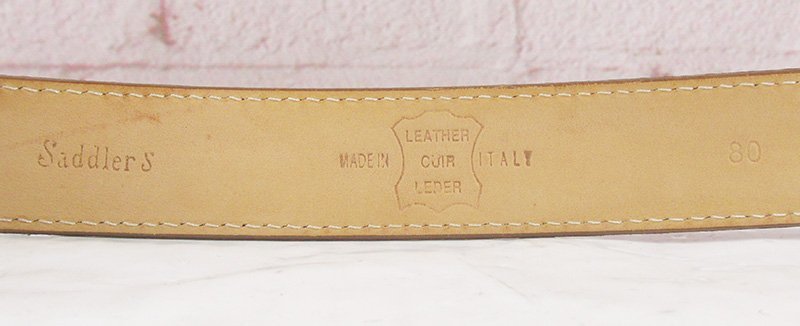 Saddlers
MADE IN
LEATHER
CUIR
LEDER
ITALY
80